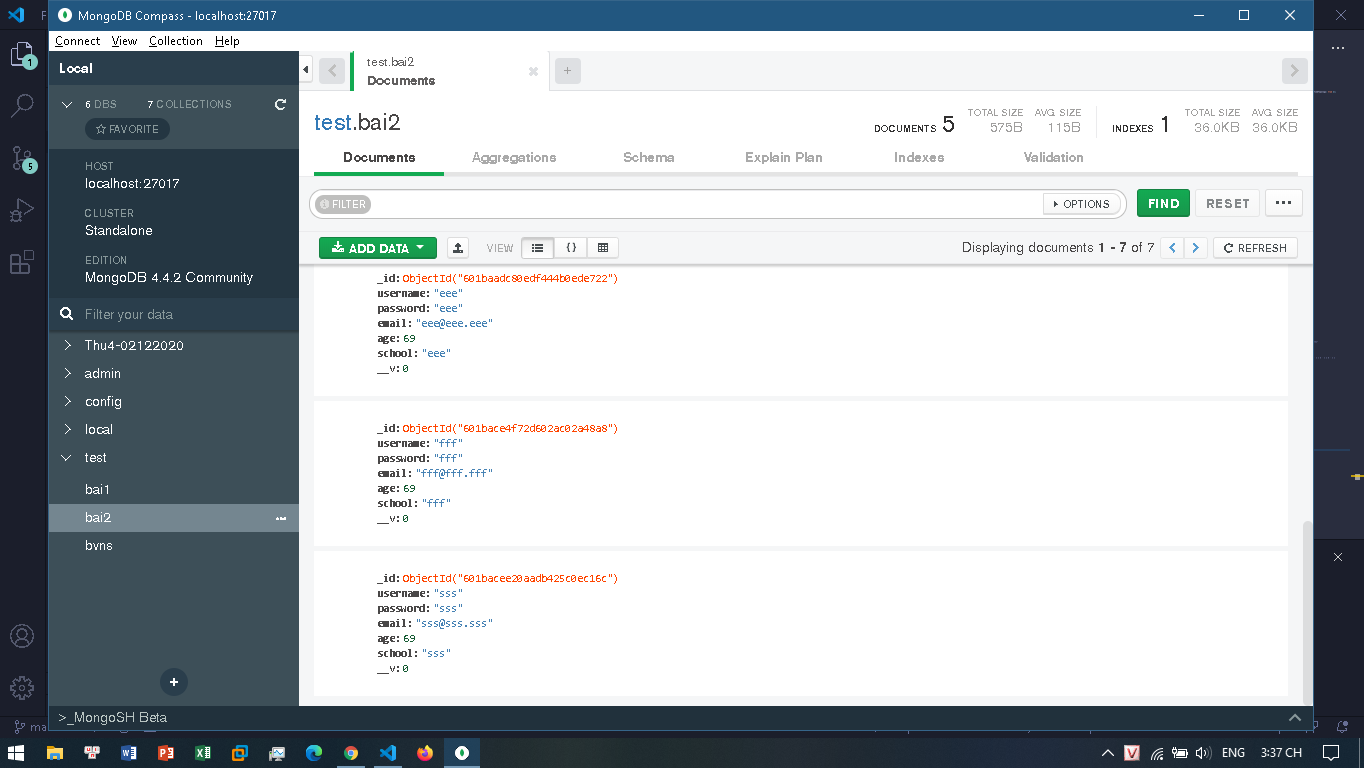 MongoDB Compass - localhost:27017
Connect View Collection Help
Local
6 DBS 7 COLLECTIONS
FAVORITE
HOST
localhost:27017
CLUSTER
Standalone
EDITION
MongoDB 4.4.2 Community
Filter your data
Thu4-02122020
admin
config
local
test
bai1
bai2
bvns
>_MongoSH Beta
test.bai2
Documents
test.bai2
DOCUMENTS 5 TOTAL SIZE 575B AVG SIZE 115B INDEXES 1 TOTAL SIZE 36.0KB AVG SIZE 36.0KB
Documents Aggregations Schema Explain Plan Indexes Validation
FILTER OPTIONS FIND RESET
ADD DATA VIEW Displaying documents 1 - 7 of 7 REFRESH
_id:ObjectId("601baadc80edf444b0ede722")
username:"eee"
password:"eee"
email:"eee@eee.eee"
age:69
school:"eee"
__v:0
_id:ObjectId("601bace4f72d602ac02a48a8")
username:"fff"
password:"fff"
email:"fff@fff.fff"
age:69
school:"fff"
__v:0
_id:ObjectId("601bacee20aadb425c0ec16c")
username:"sss"
password:"sss"
email:"sss@sss.sss"
age:69
school:"sss"
__v:0
1
5
ENG 3:37 CH